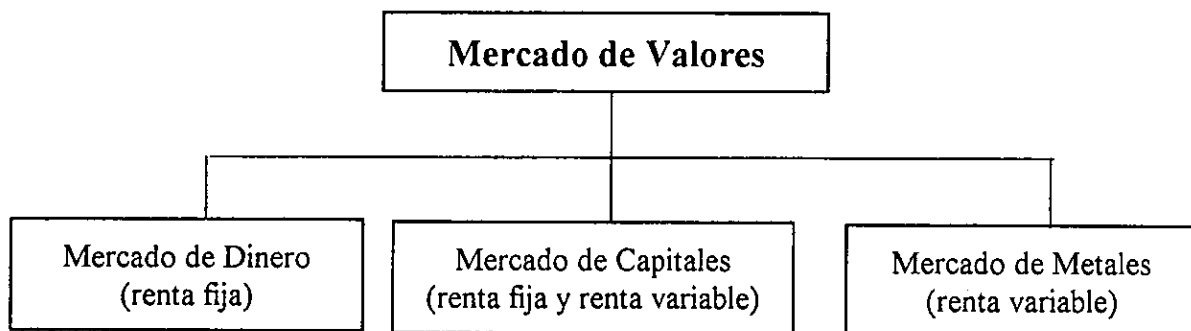 Mercado de Valores
Mercado de Dinero
(renta fija)
Mercado de Capitales
(renta fija y renta variable)
Mercado de Metales
(renta variable)